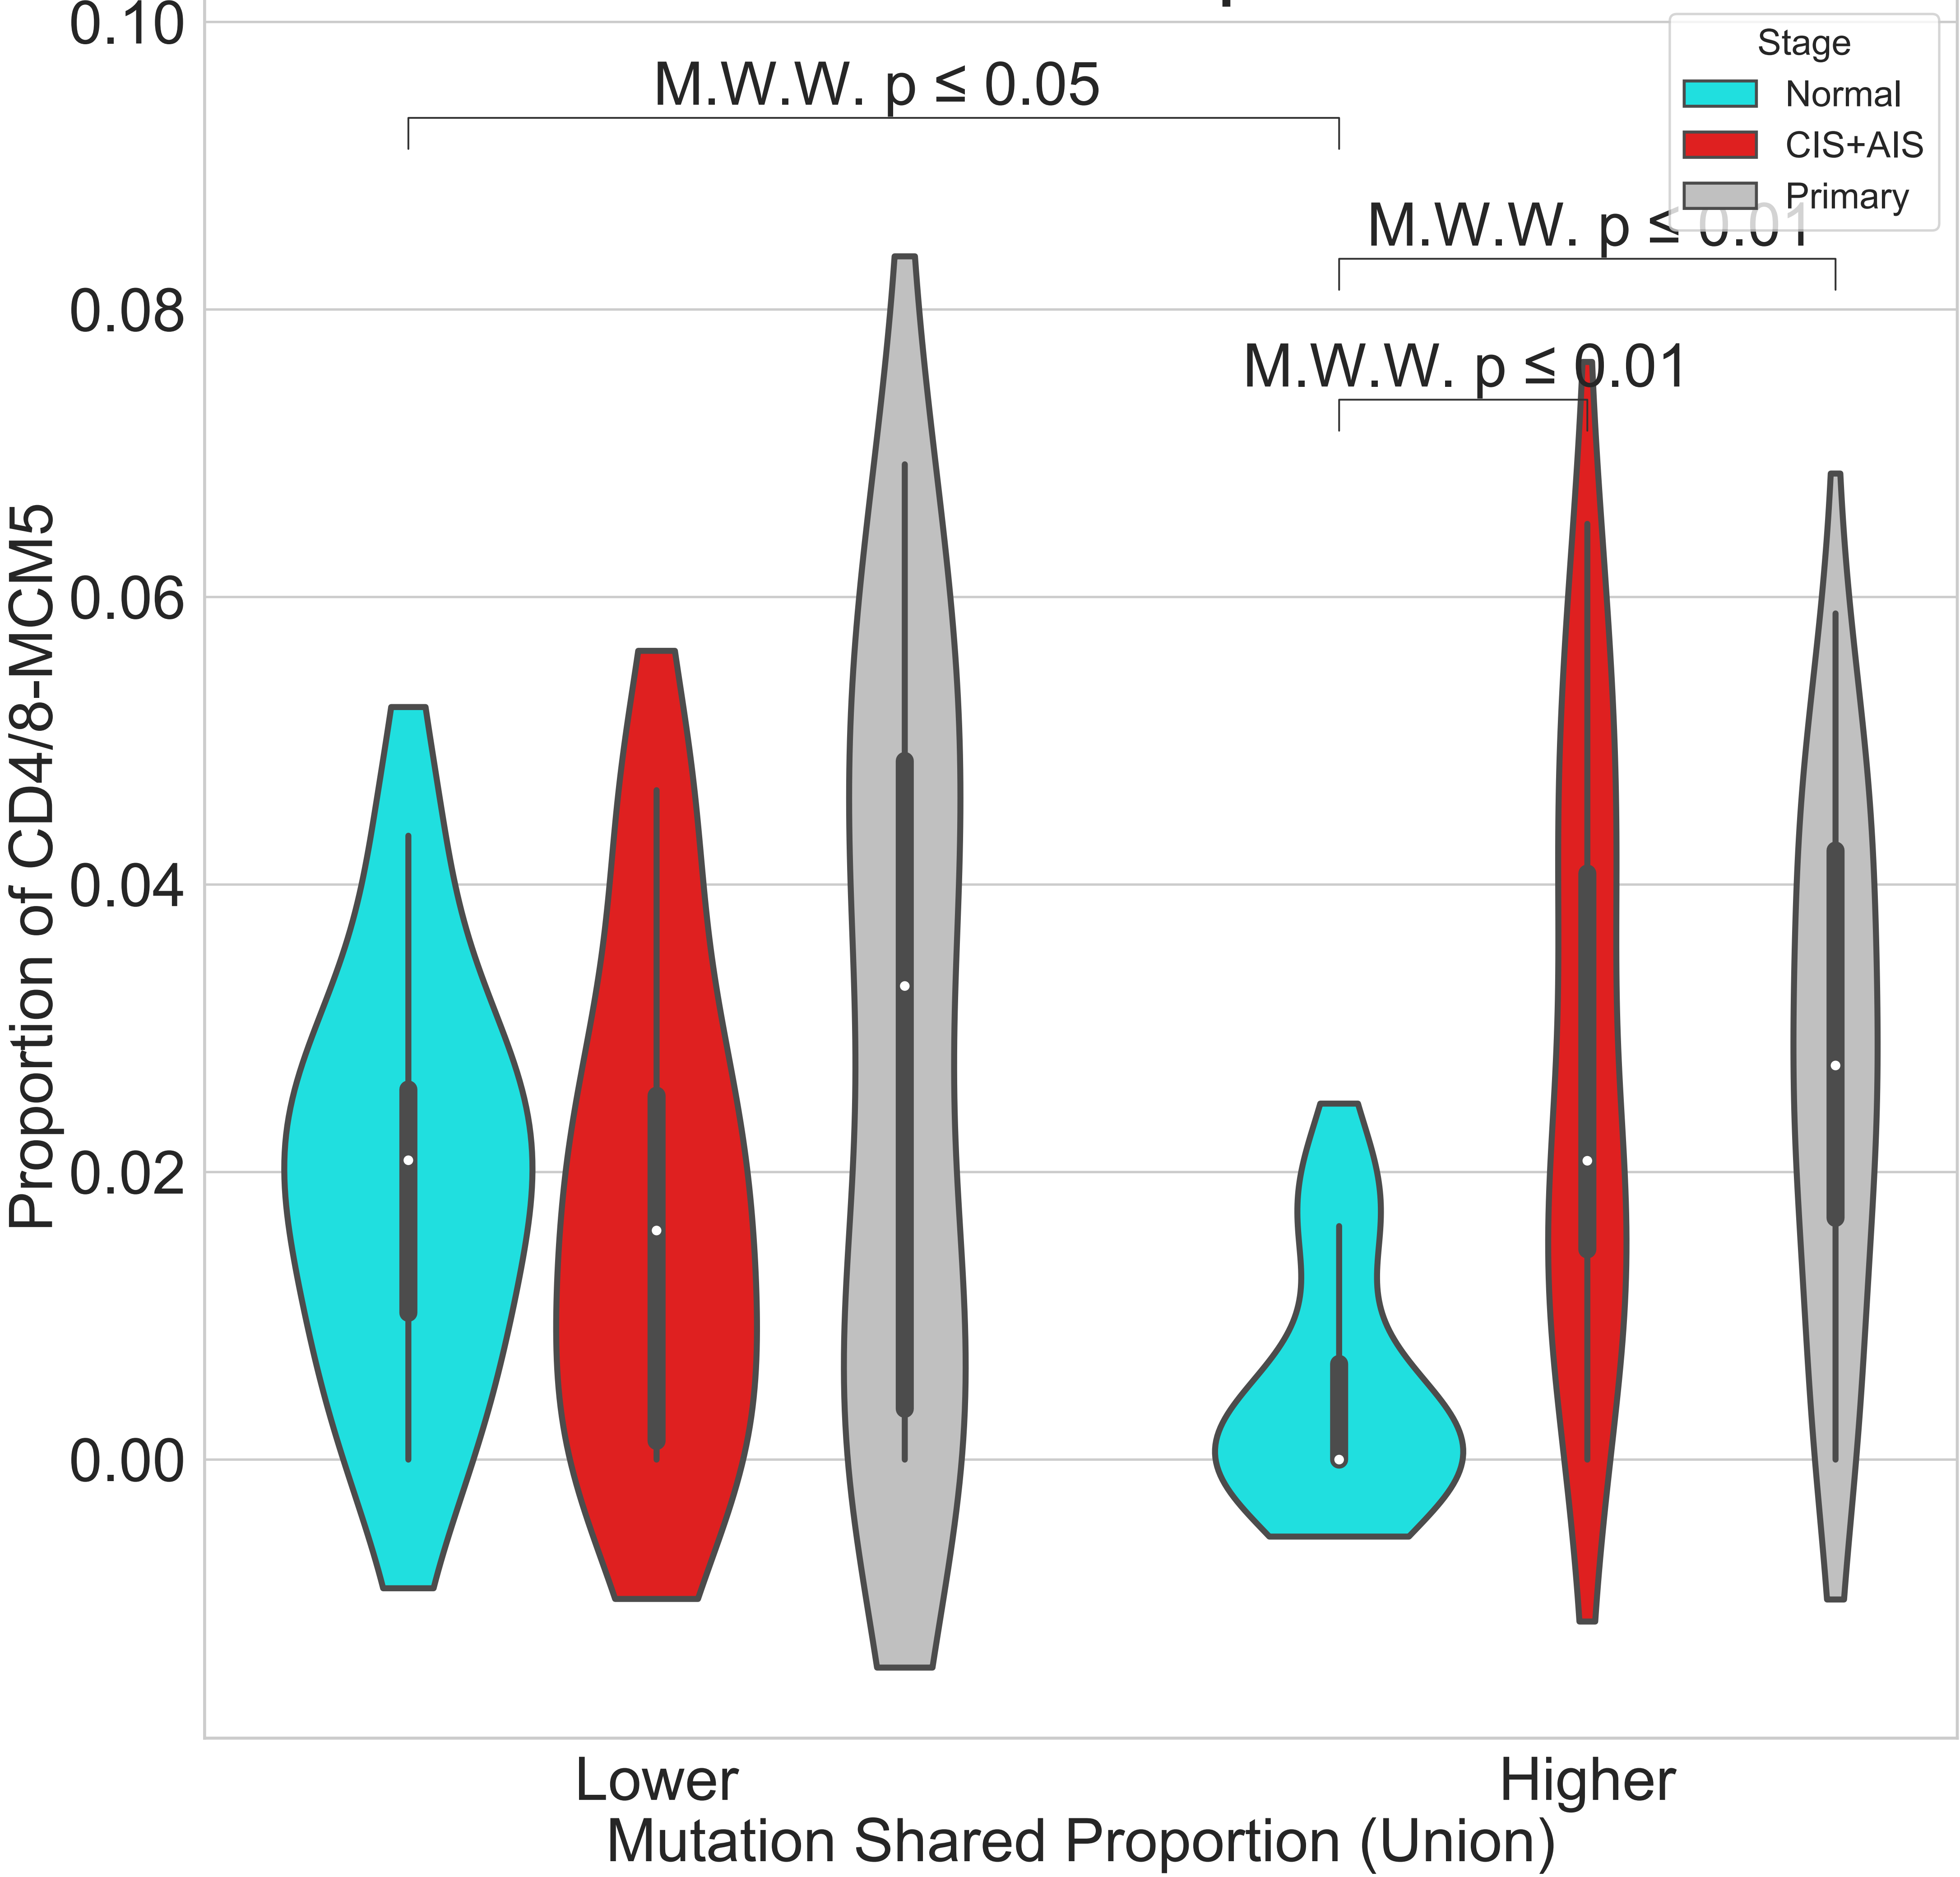 0.10
0.08
0.06
0.04
0.02
0.00
Proportion of CD4/8-MCM5
M.W.W. p ≤ 0.05
M.W.W. p ≤ 0.01
M.W.W. p ≤ 0.01
Stage
Normal
CIS+AIS
Primary
Lower
Higher
Mutation Shared Proportion (Union)